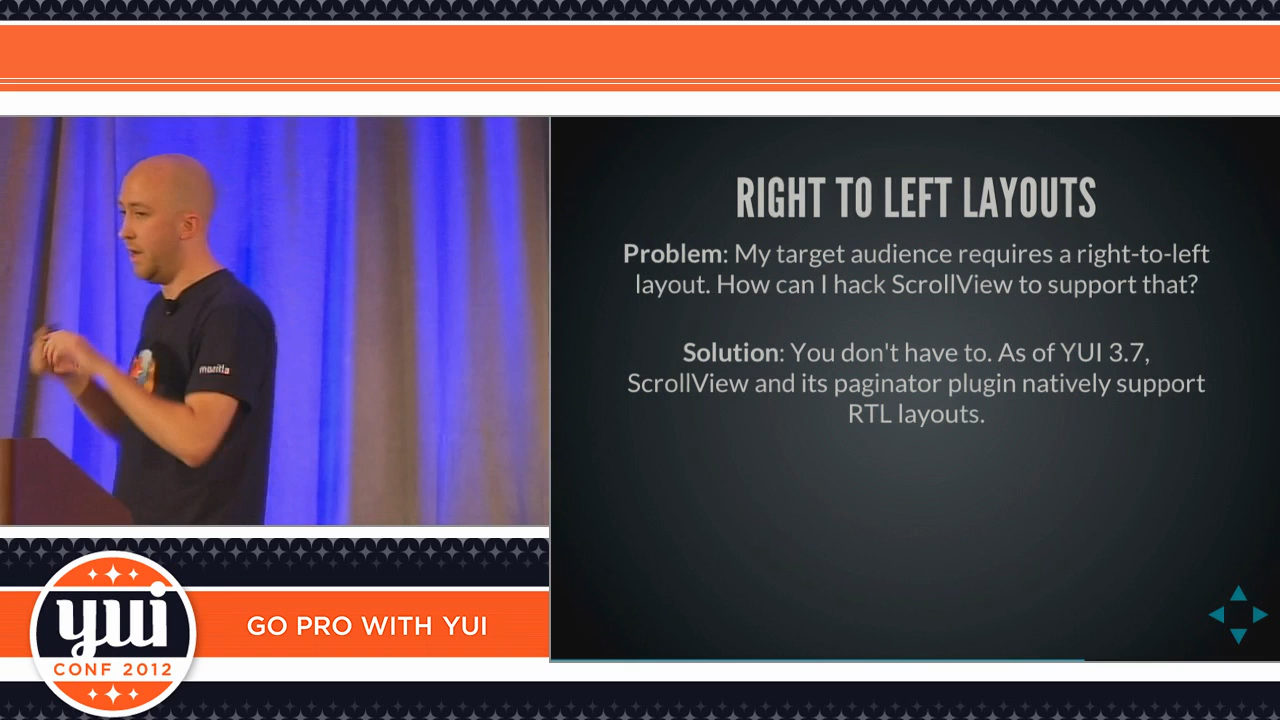 RIGHT TO LEFT LAYOUTS
Problem: My target audience requires a right-to-left
layout. How can I hack ScrollView to support that?
Solution: You don't have to. As of YUI 3.7,
ScrollView and its paginator plugin natively support
RTL layouts.
mozilla
yui
CONF 2012
GO PRO WITH YUI